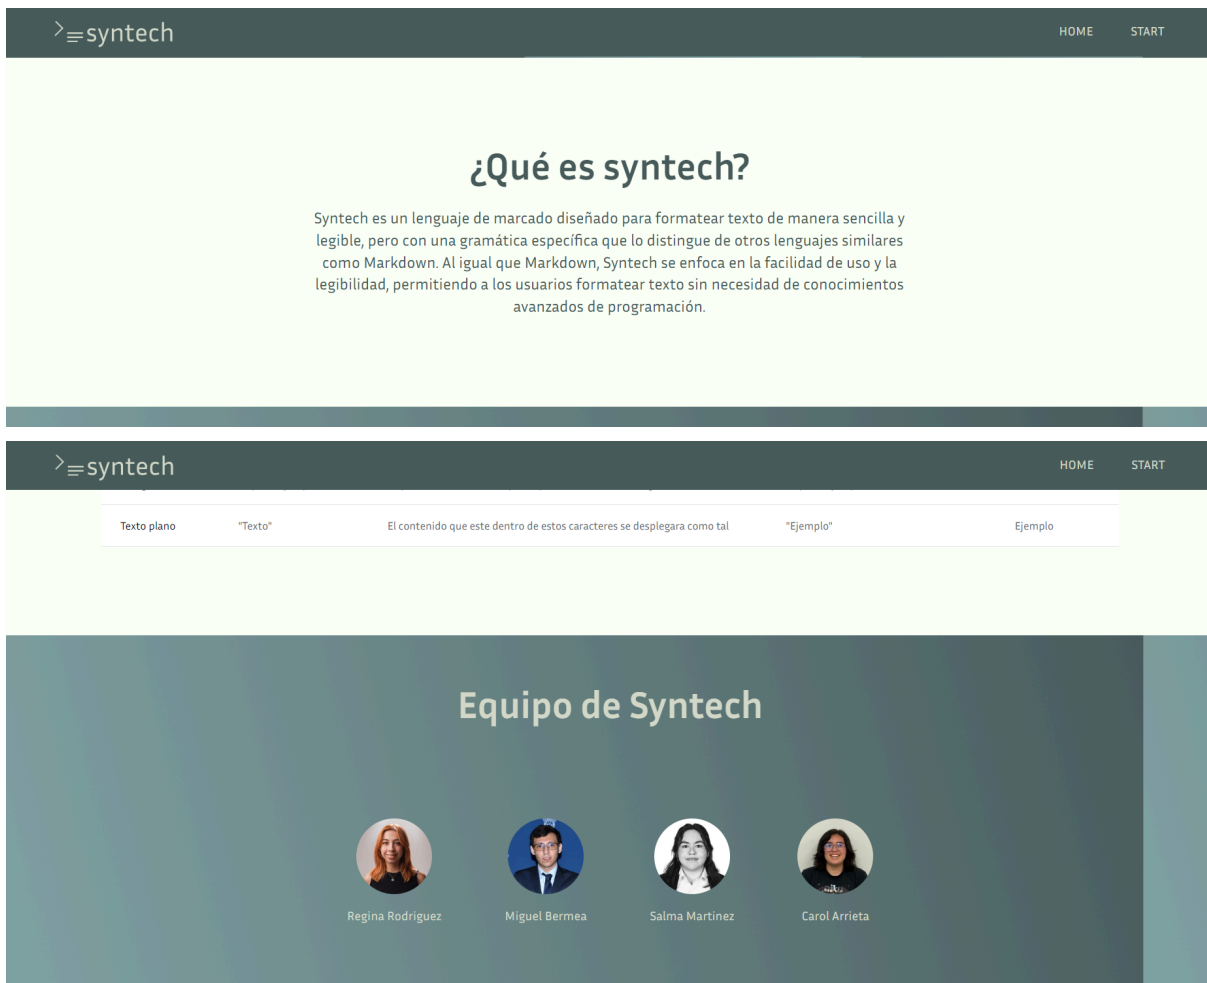 syntech
HOME START
¿Qué es syntech?
Syntech es un lenguaje de marcado diseñado para formatear texto de manera sencilla y
legible, pero con una gramática específica que lo distingue de otros lenguajes similares
como Markdown. Al igual que Markdown, Syntech se enfoca en la facilidad de uso y la
legibilidad, permitiendo a los usuarios formatear texto sin necesidad de conocimientos
avanzados de programación.
syntech
HOME START
Texto plano "Texto" El contenido que este dentro de estos caracteres se desplegara como tal "Ejemplo" Ejemplo
Equipo de Syntech
Regina Rodriguez Miguel Bermea Salma Martinez Carol Arrieta